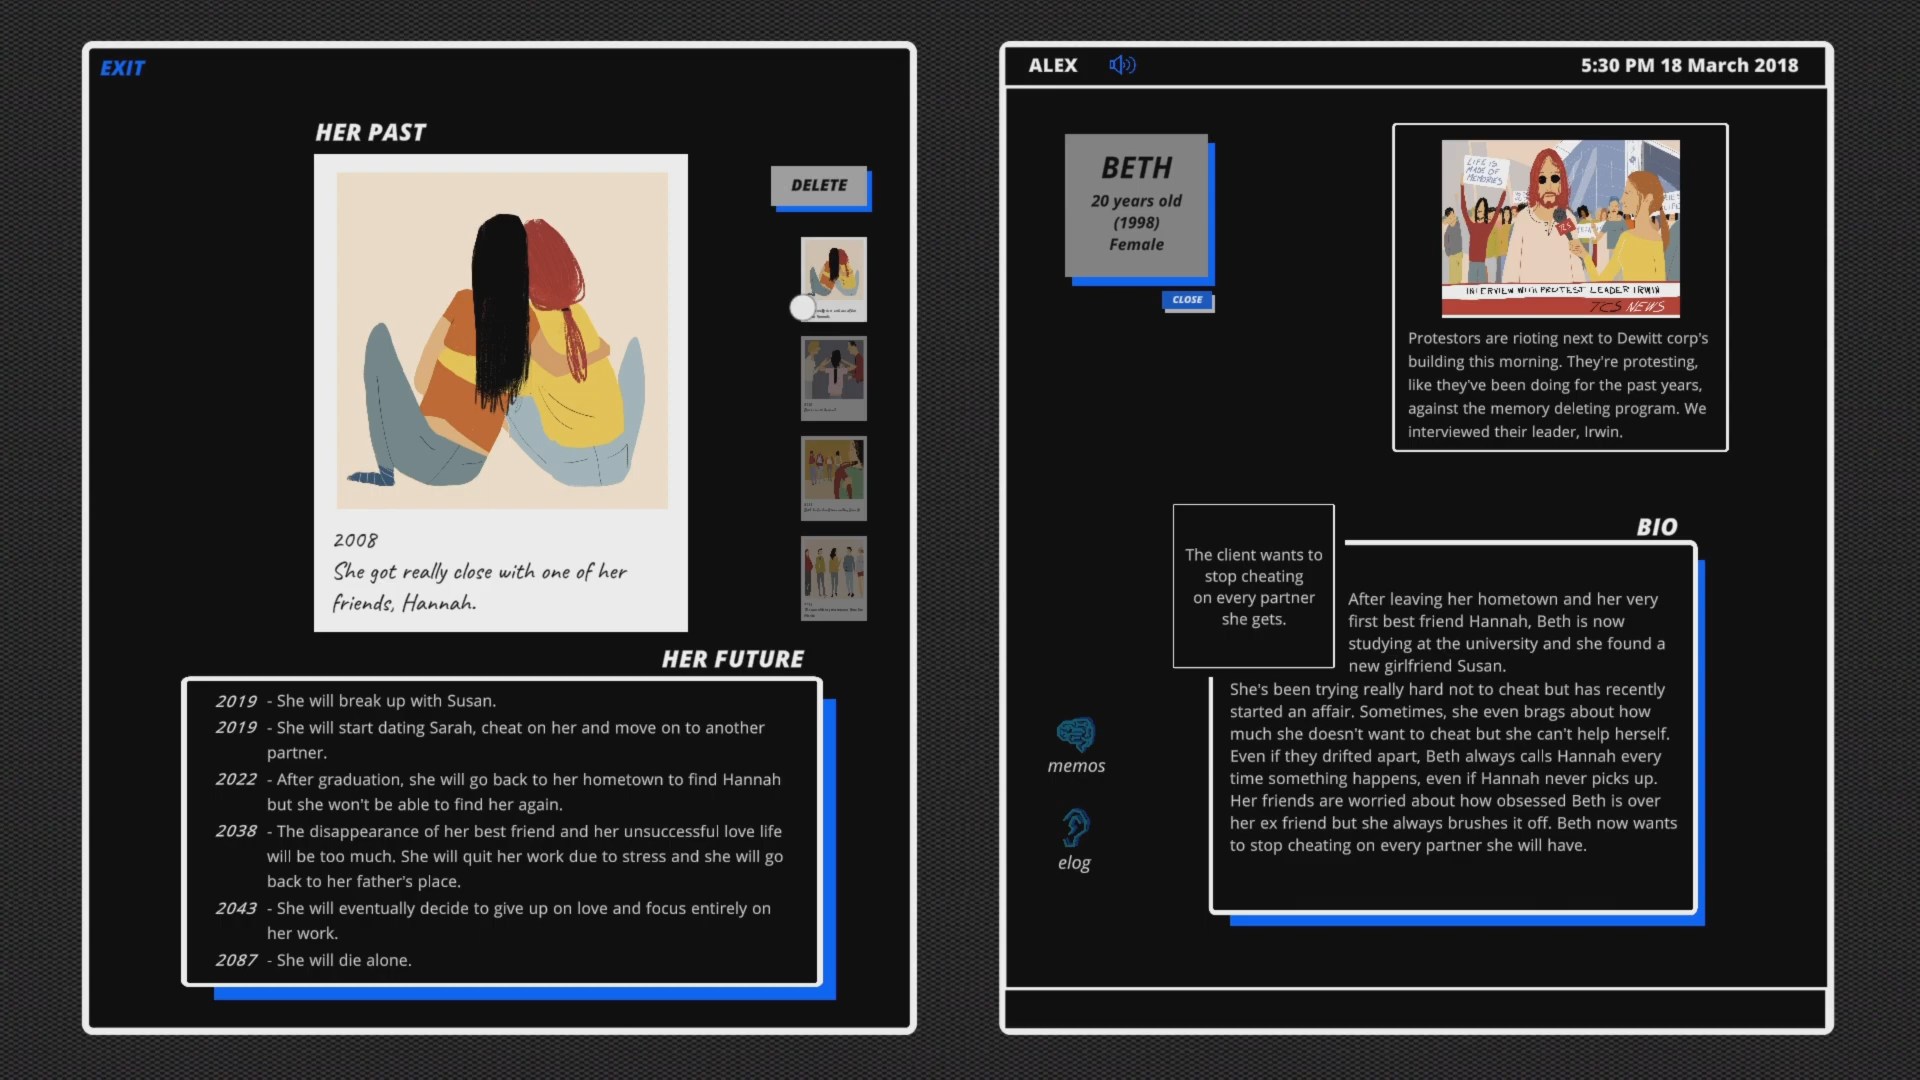 EXIT
HER PAST
DELETE
2008
She got really close with one of her
friends, Hannah.
HER FUTURE
2019 - She will break up with Susan.
2019 - She will start dating Sarah, cheat on her and move on to another
partner.
2022 - After graduation, she will go back to her hometown to find Hannah
but she won't be able to find her again.
2038 - The disappearance of her best friend and her unsuccessful love life
will be too much. She will quit her work due to stress and she will go
back to her father's place.
2043 - She will eventually decide to give up on love and focus entirely on
her work.
2087 - She will die alone.
ALEX
5:30 PM 18 March 2018
BETH
20 years old
(1998)
Female
CLOSE
LIFE IS
MADE OF
MEMORIES
TCS
INTERVIEW WITH PROTEST LEADER IRWIN
TCS NEWS
Protestors are rioting next to Dewitt corp's
building this morning. They're protesting,
like they've been doing for the past years,
against the memory deleting program. We
interviewed their leader, Irwin.
The client wants to
stop cheating
on every partner
she gets.
BIO
After leaving her hometown and her very
first best friend Hannah, Beth is now
studying at the university and she found a
new girlfriend Susan.
She's been trying really hard not to cheat but has recently
started an affair. Sometimes, she even brags about how
much she doesn't want to cheat but she can't help herself.
Even if they drifted apart, Beth always calls Hannah every
time something happens, even if Hannah never picks up.
Her friends are worried about how obsessed Beth is over
her ex friend but she always brushes it off. Beth now wants
to stop cheating on every partner she will have.
memos
elog